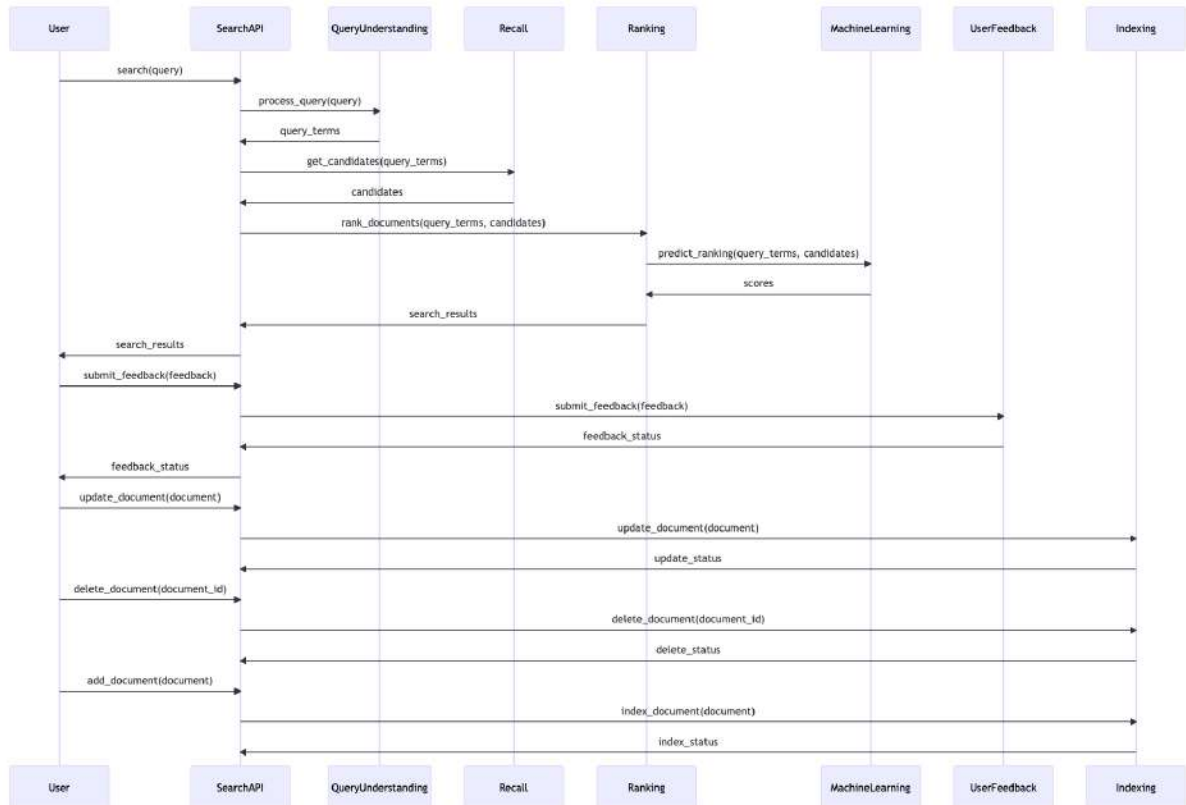 User SearchAPI QueryUnderstanding Recall Ranking MachineLearning UserFeedback Indexing
search(query)
process_query(query)
query_terms
get_candidates(query_terms)
candidates
rank_documents(query_terms, candidates)
predict_ranking(query_terms, candidates)
scores
search_results
search_results
submit_feedback(feedback)
submit_feedback(feedback)
feedback_status
feedback_status
update_document(document)
update_document(document)
update_status
delete_document(document_id)
delete_document(document_id)
delete_status
add_document(document)
index_document(document)
index_status
User SearchAPI QueryUnderstanding Recall Ranking MachineLearning UserFeedback Indexing